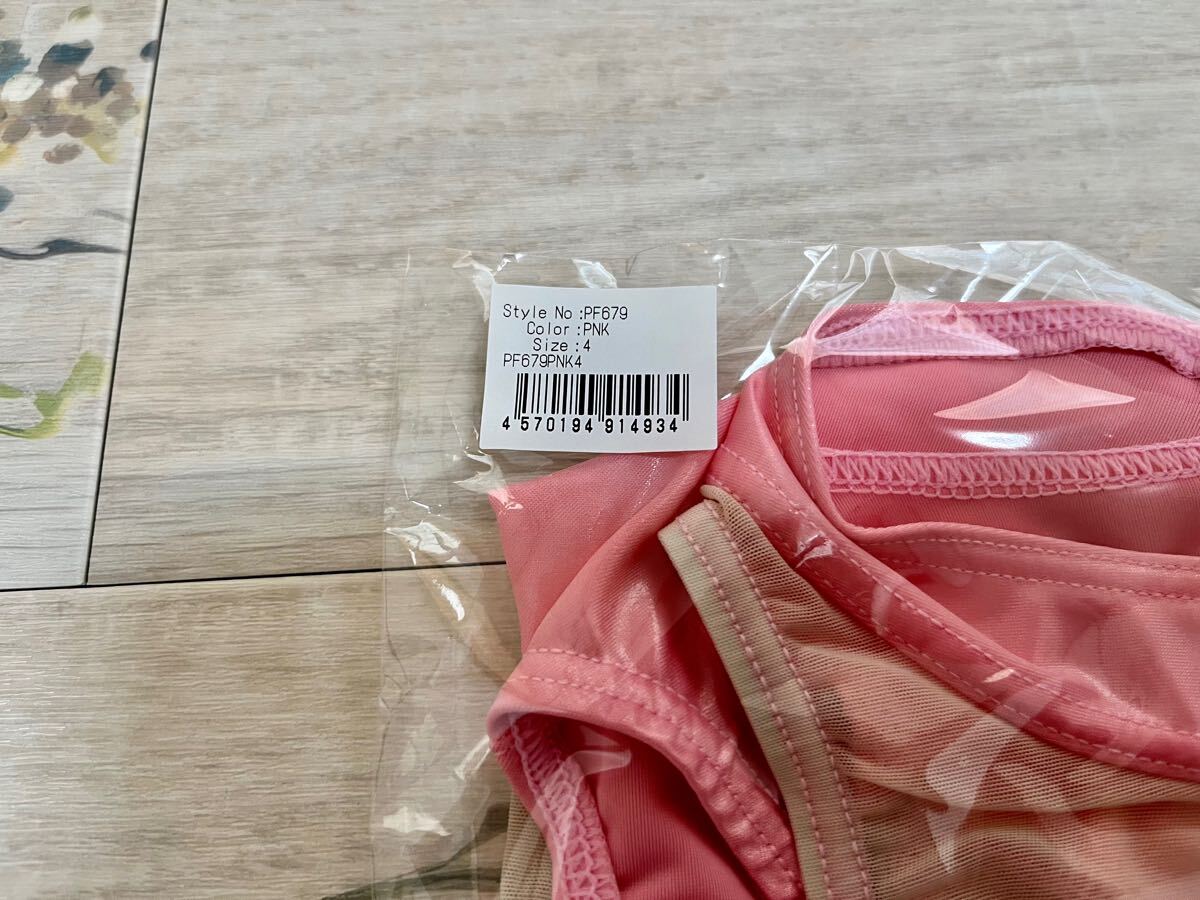 Style No :PF679
Color :PNK
Size :4
PF679PNK4
4 570194 914934